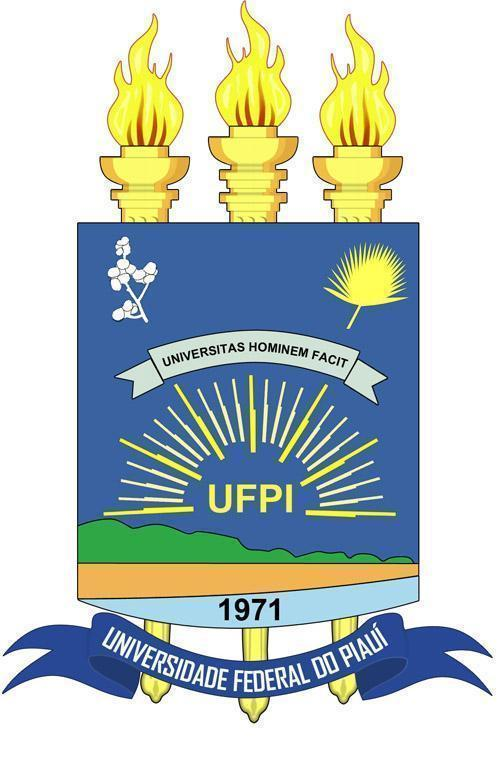 UNIVERSITAS HOMINEM FACIT
UFPI
1971
UNIVERSIDADE FEDERAL DO PIAUÍ